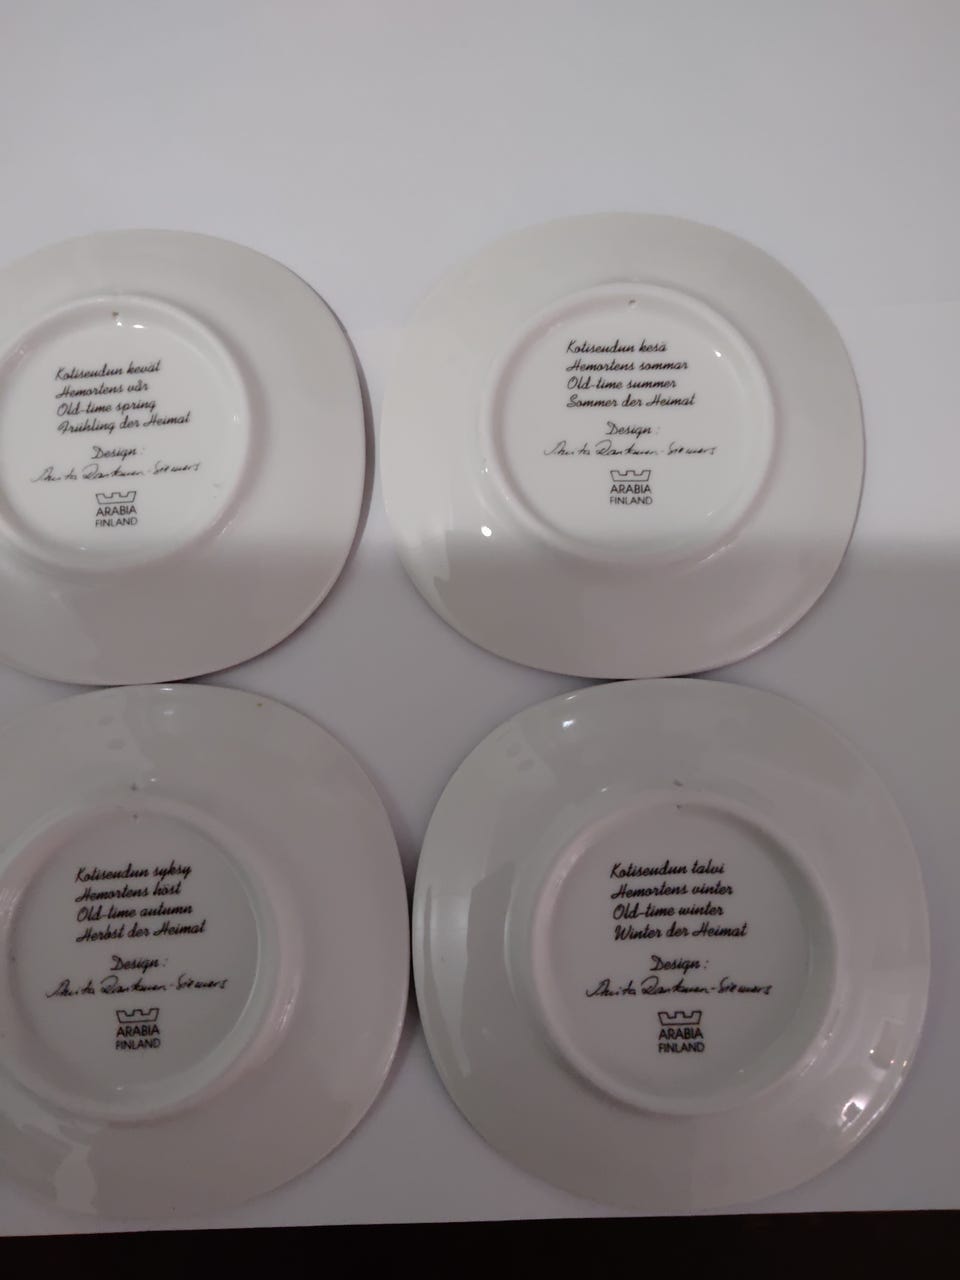 Kotiseudun kevät
Hemortens vår
Old-time spring
Frühling der Heimat
Design:
ARABIA
FINLAND
Kotiseudun kesä
Hemortens sommar
Old-time summer
Sommer der Heimat
Design:
ARABIA
FINLAND
Kotiseudun syksy
Hemortens höst
Old-time autumn
Herbst der Heimat
Design:
ARABIA
FINLAND
Kotiseudun talvi
Hemortens vinter
Old-time winter
Winter der Heimat
Design:
ARABIA
FINLAND